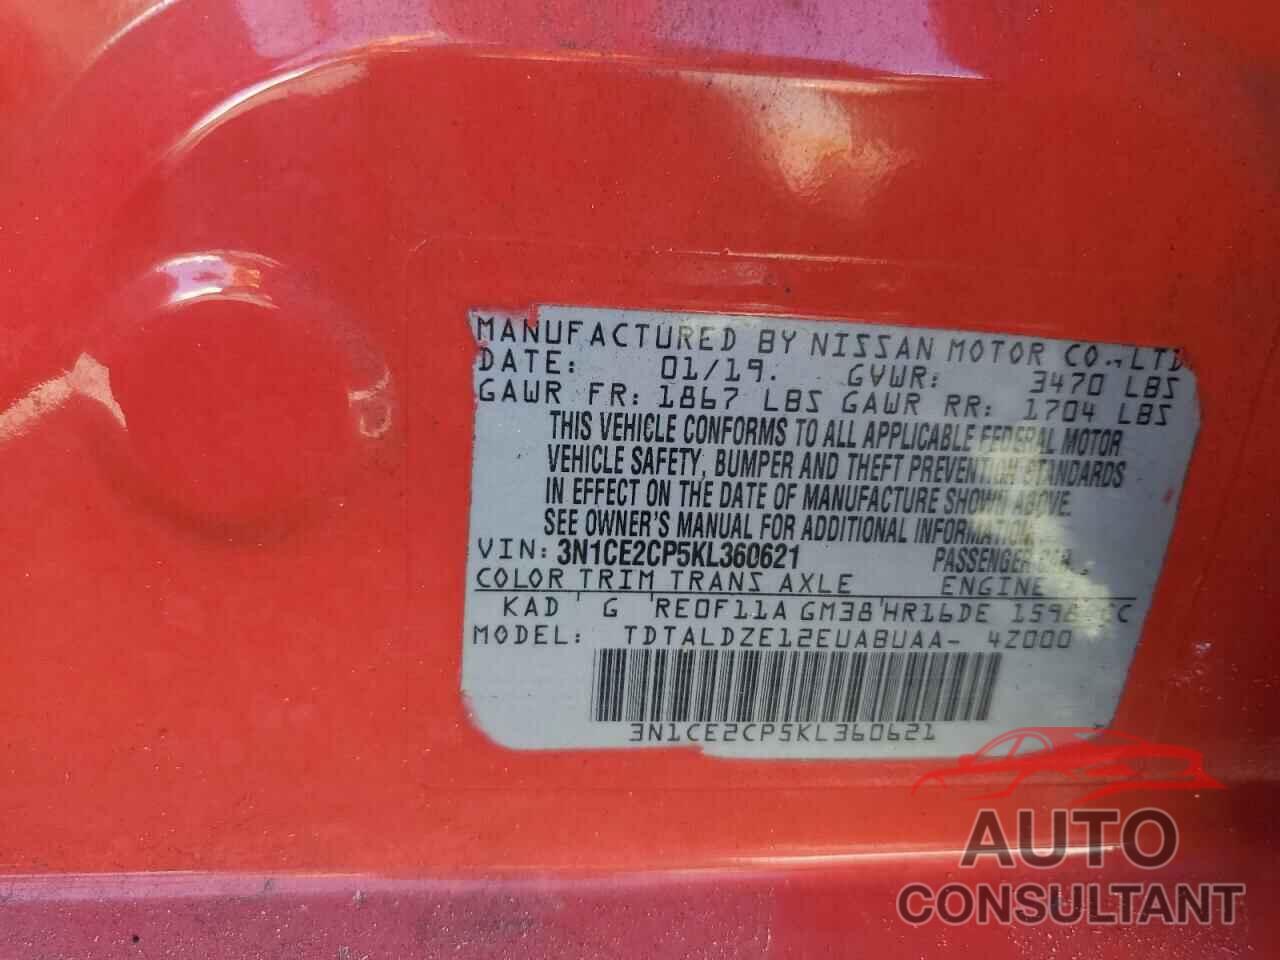 MANUFACTURED BY NISSAN MOTOR CO., LTD
DATE: 01/19. GVWR: 3470 LBS
GAWR FR: 1867 LBS GAWR RR: 1704 LBS
THIS VEHICLE CONFORMS TO ALL APPLICABLE FEDERAL MOTOR
VEHICLE SAFETY, BUMPER AND THEFT PREVENTION STANDARDS
IN EFFECT ON THE DATE OF MANUFACTURE SHOWN ABOVE.
SEE OWNER'S MANUAL FOR ADDITIONAL INFORMATION.
VIN: 3N1CE2CP5KL360621 PASSENGER CAR
COLOR TRIM TRANS AXLE ENGINE
KAD G RE0F11A GM38 HR16DE
MODEL: TDTALDZE12EUABUAA- 4Z000
3N1CE2CP5KL360621
AUTO
CONSULTANT